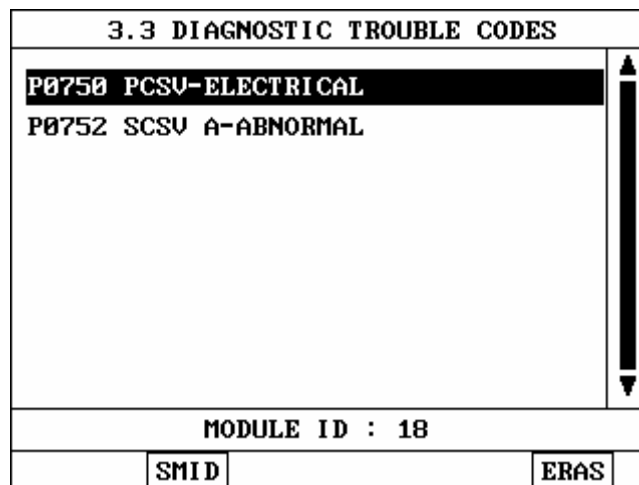 3.3 DIAGNOSTIC TROUBLE CODES
P0750 PCSV-ELECTRICAL
P0752 SCSV A-ABNORMAL
MODULE ID : 18
SMID
ERAS